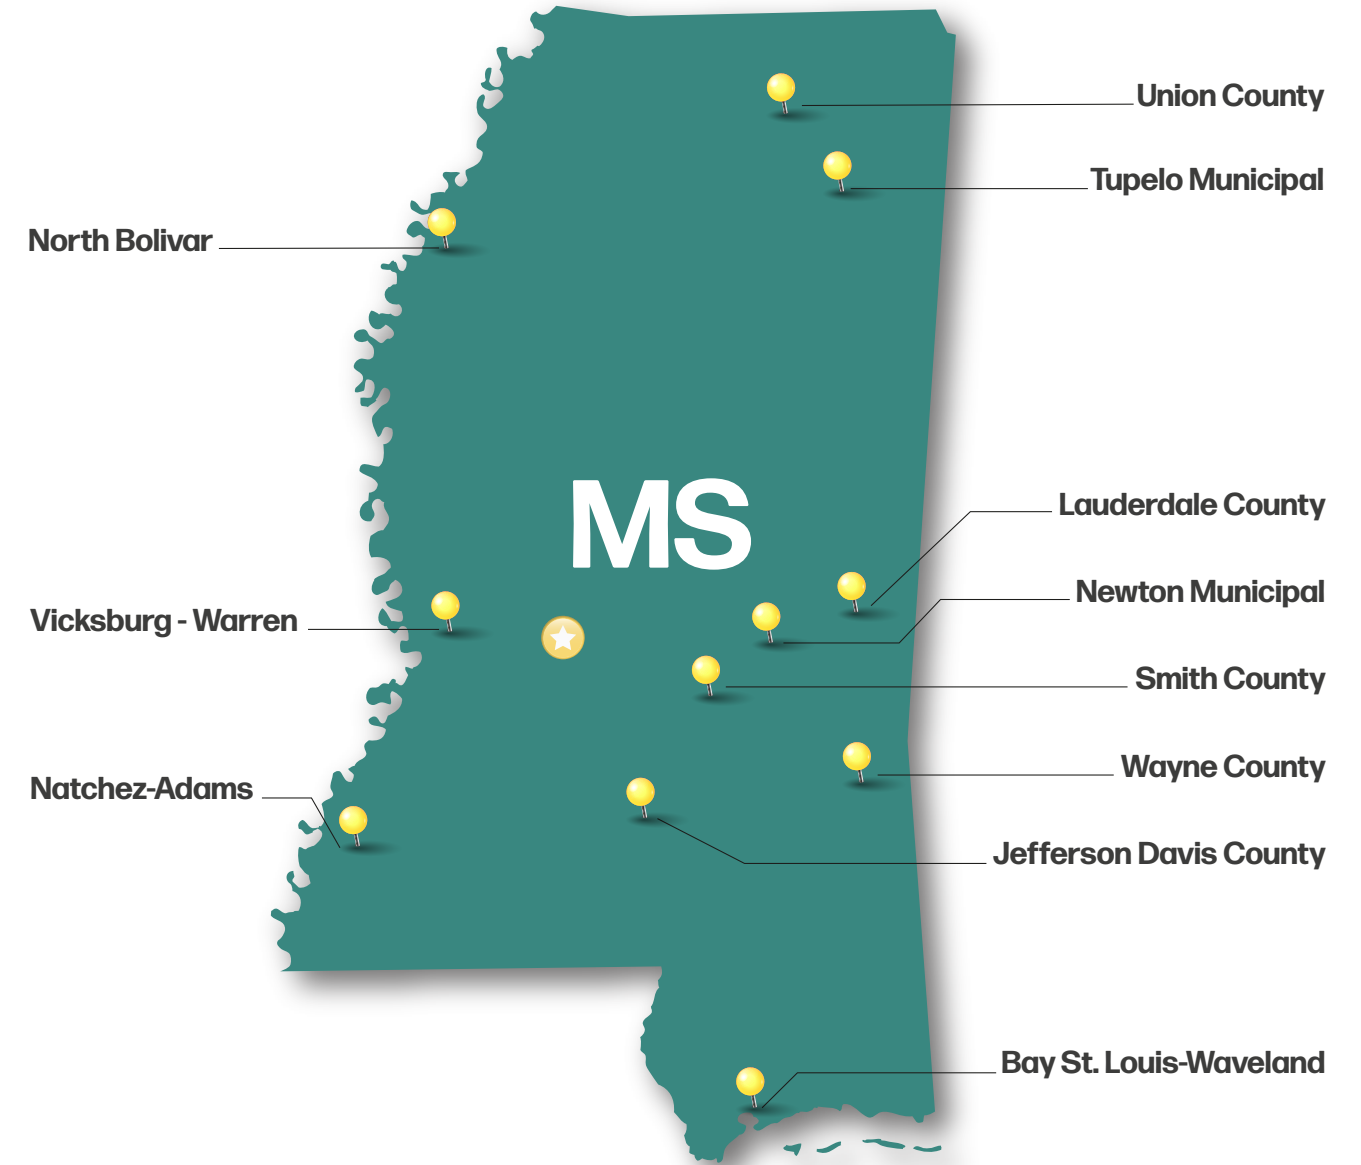 Union County
Tupelo Municipal
North Bolivar
MS
Lauderdale County
Newton Municipal
Vicksburg - Warren
Smith County
Wayne County
Natchez-Adams
Jefferson Davis County
Bay St. Louis-Waveland